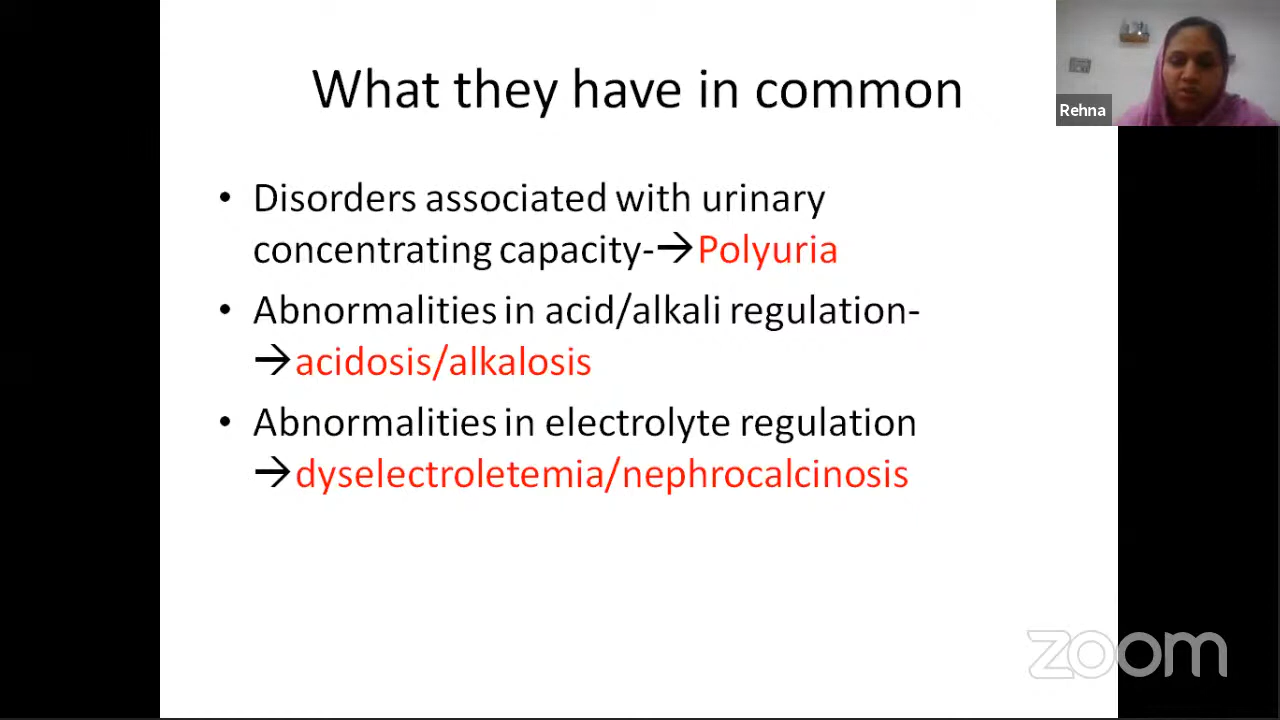 What they have in common
Rehna
• Disorders associated with urinary
concentrating capacity-→Polyuria
• Abnormalities in acid/alkali regulation-
→acidosis/alkalosis
• Abnormalities in electrolyte regulation
→dyselectroletemia/nephrocalcinosis
zoom